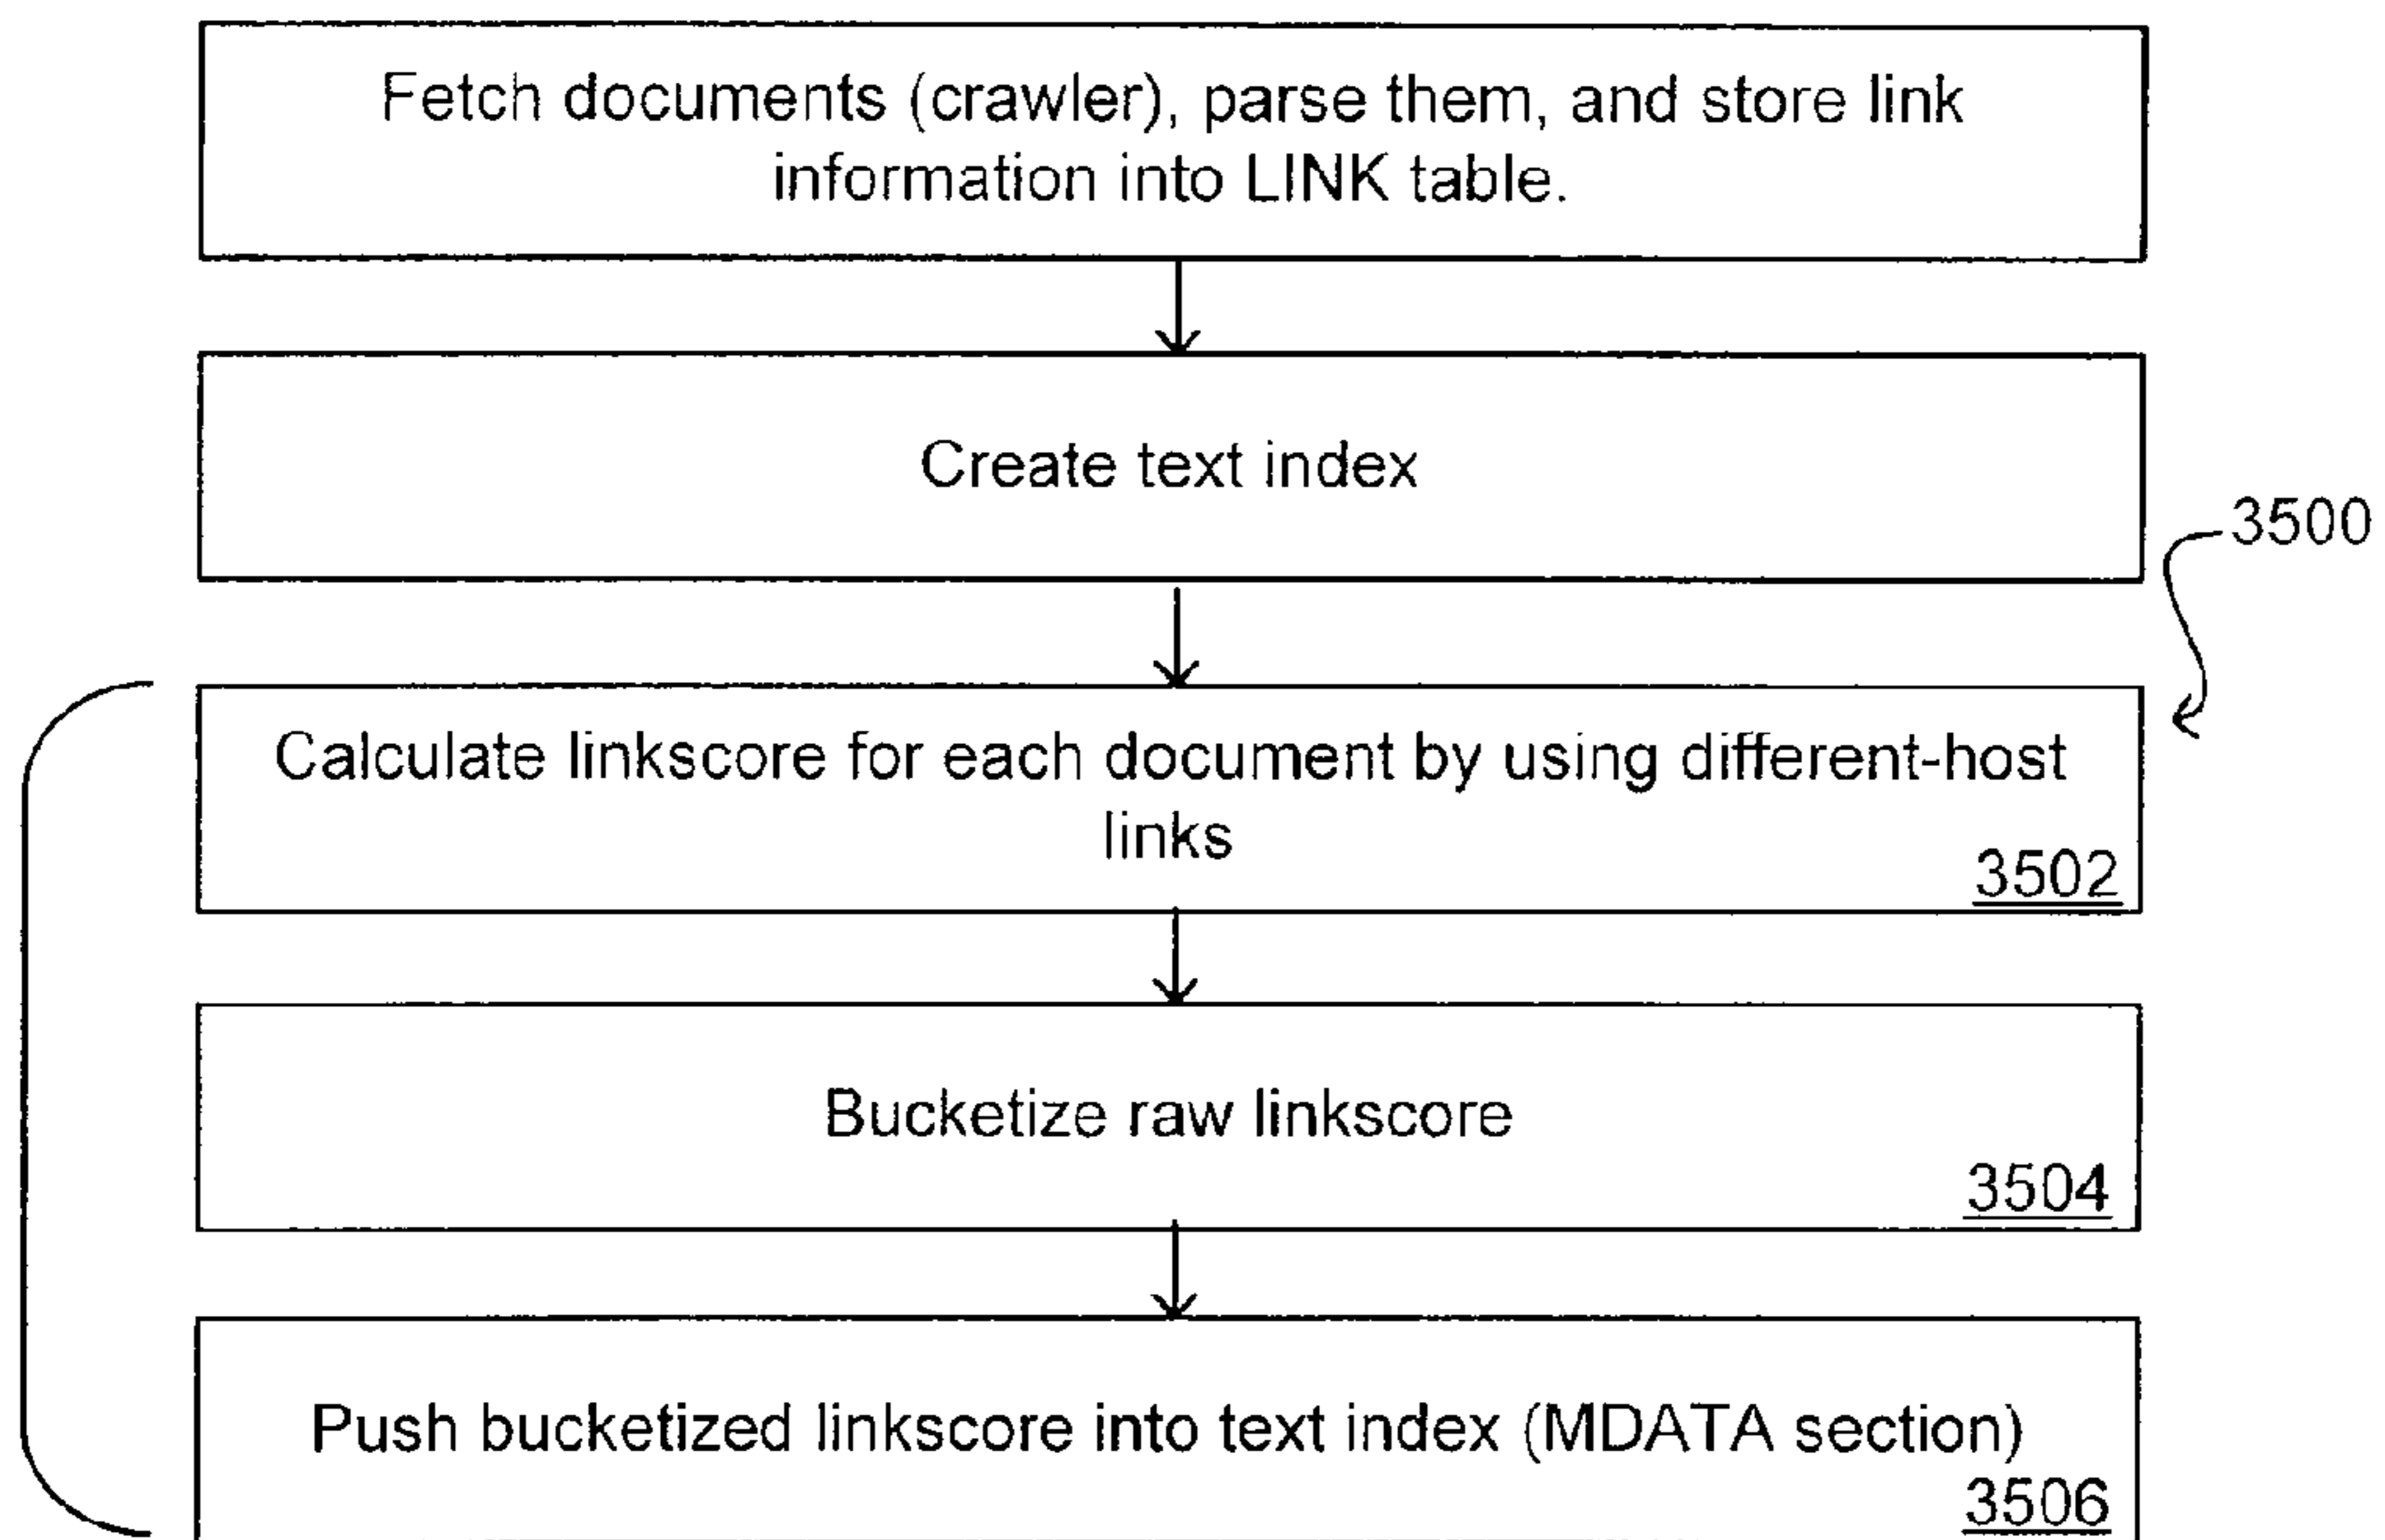 Fetch documents (crawler), parse them, and store link
information into LINK table.
Create text index
3500
Calculate linkscore for each document by using different-host
links
3502
Bucketize raw linkscore
3504
Push bucketized linkscore into text index (MDATA section)
3506